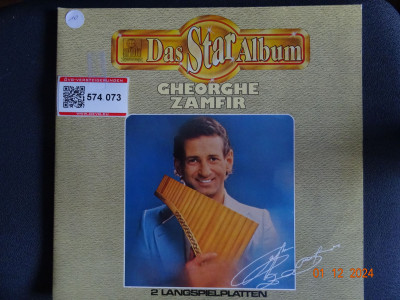 Das Star Album
GHEORGHE
ZAMFIR
574.073
2 LANGSPIELPLATTEN
01 12 2024